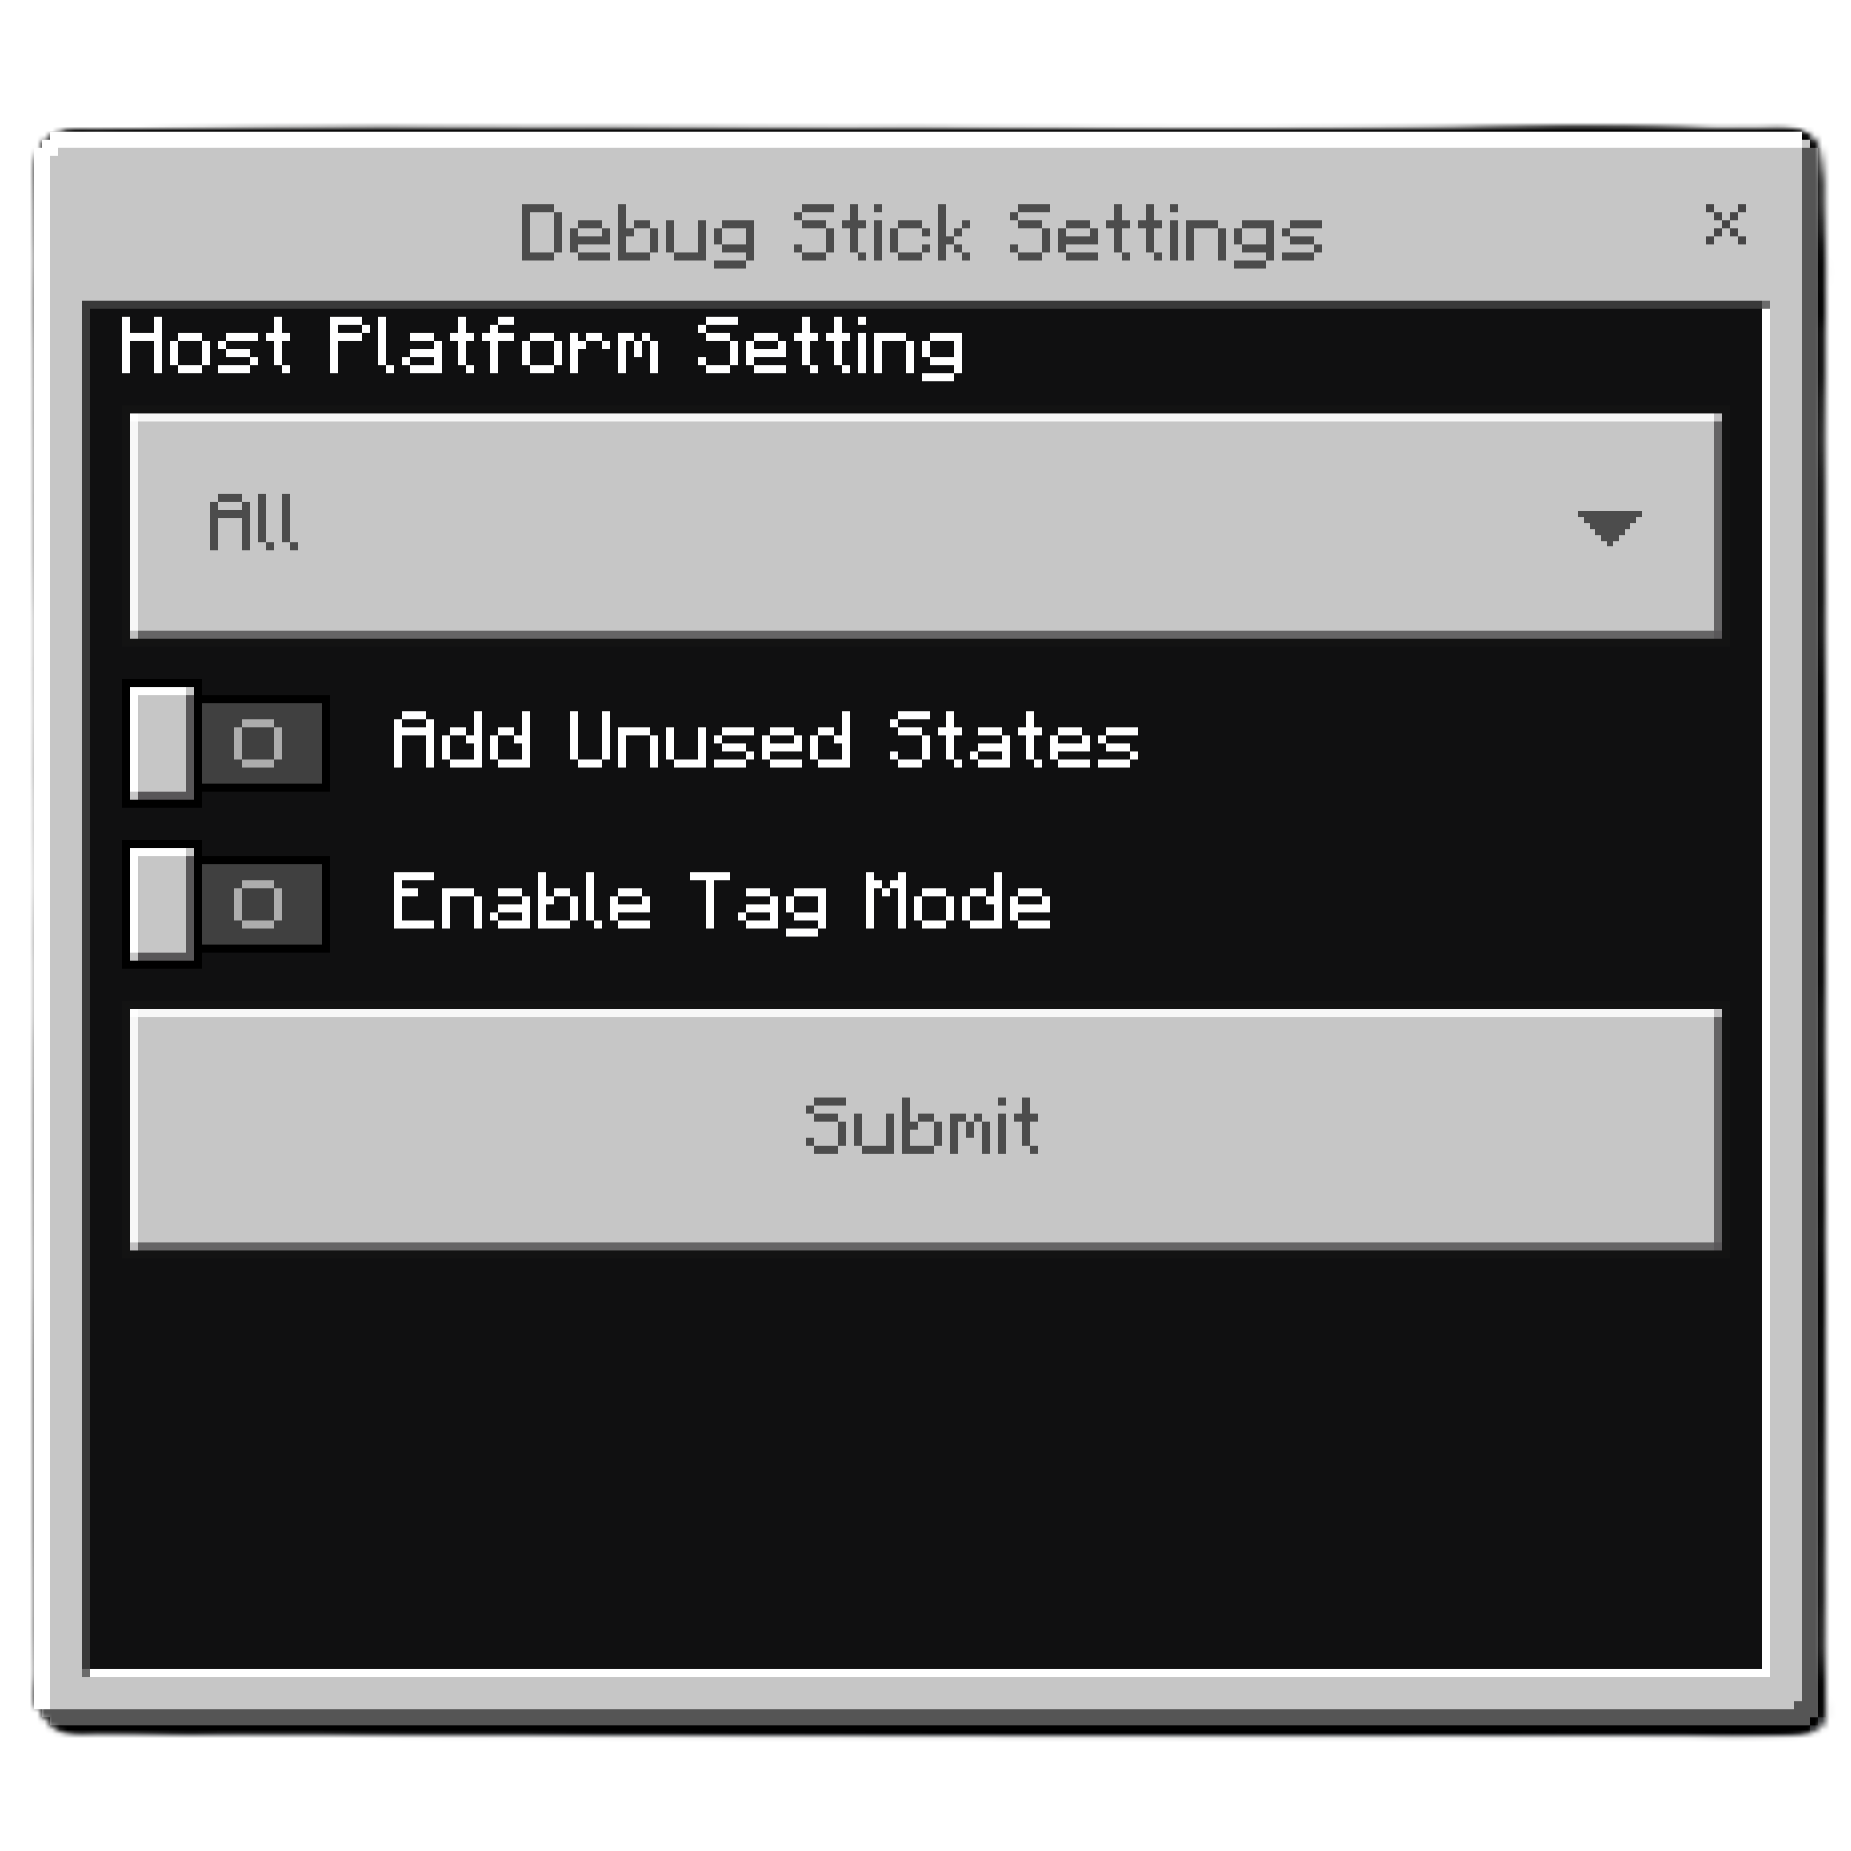 Debug Stick Settings
Host Platform Setting
All
Add Unused States
Enable Tag Mode
Submit